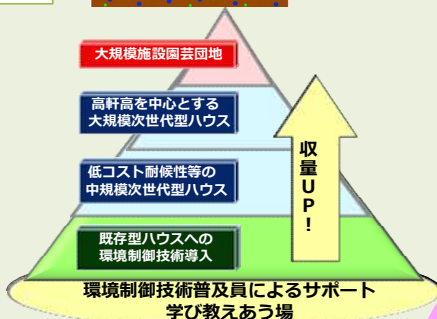 大規模施設園芸団地
高軒高を中心とする
大規模次世代型ハウス
低コスト耐候性等の
中規模次世代型ハウス
既存型ハウスへの
環境制御技術導入
収量UP!
環境制御技術普及員によるサポート
学び教えあう場